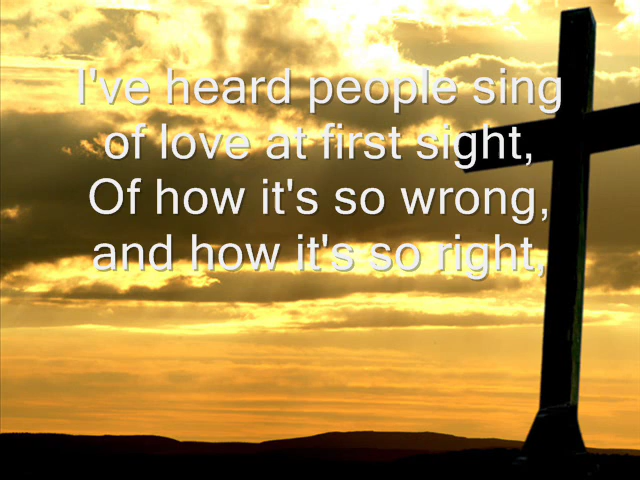 I've heard people sing
of love at first sight,
Of how it's so wrong,
and how it's so right,